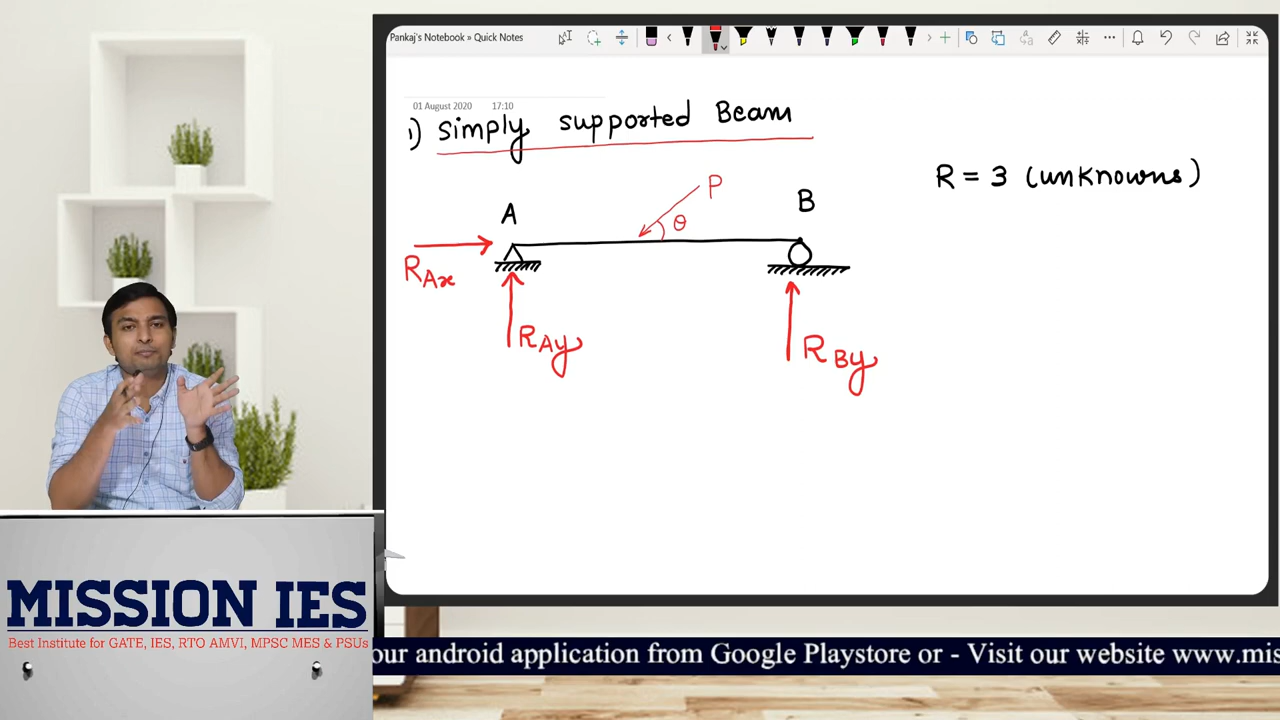 Pankaj's Notebook » Quick Notes
01 August 2020 17:10
1) simply supported Beam
R = 3 (unknowns)
P
θ
A
B
RAx
RAy
RBy
MISSION IES
Best Institute for GATE, IES, RTO AMVI, MPSC MES & PSUs
our android application from Google Playstore or - Visit our website www.mis